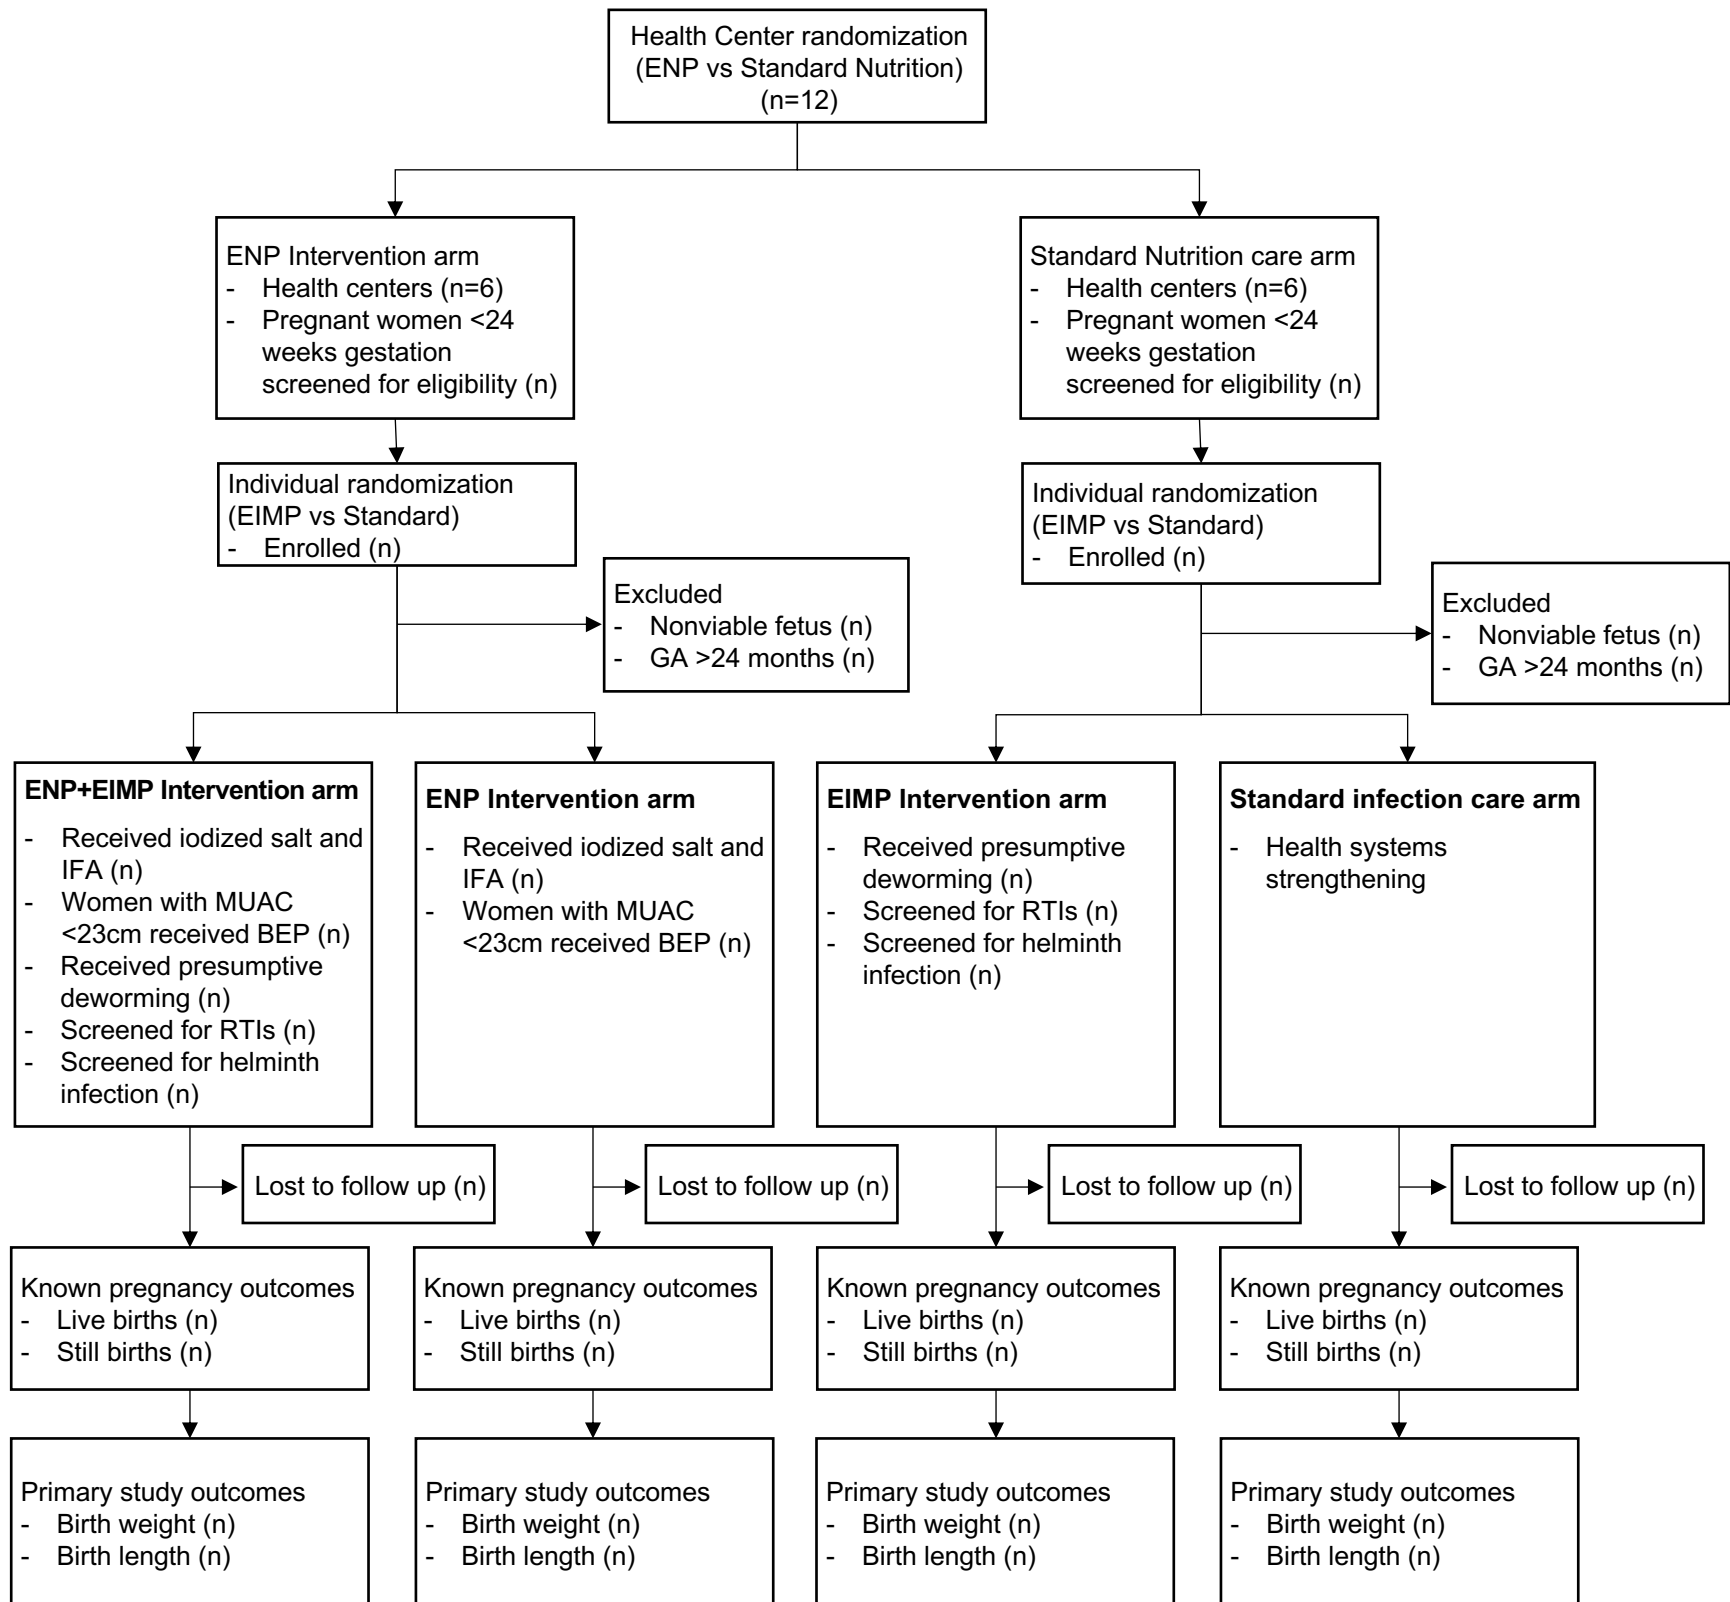 Health Center randomization
(ENP vs Standard Nutrition)
(n=12)
ENP Intervention arm
- Health centers (n=6)
- Pregnant women <24
weeks gestation
screened for eligibility (n)
Standard Nutrition care arm
- Health centers (n=6)
- Pregnant women <24
weeks gestation
screened for eligibility (n)
Individual randomization
(EIMP vs Standard)
- Enrolled (n)
Individual randomization
(EIMP vs Standard)
- Enrolled (n)
Excluded
- Nonviable fetus (n)
- GA >24 months (n)
Excluded
- Nonviable fetus (n)
- GA >24 months (n)
ENP+EIMP Intervention arm
- Received iodized salt and
IFA (n)
- Women with MUAC
<23cm received BEP (n)
- Received presumptive
deworming (n)
- Screened for RTIs (n)
- Screened for helminth
infection (n)
ENP Intervention arm
- Received iodized salt and
IFA (n)
- Women with MUAC
<23cm received BEP (n)
EIMP Intervention arm
- Received presumptive
deworming (n)
- Screened for RTIs (n)
- Screened for helminth
infection (n)
Standard infection care arm
- Health systems
strengthening
Lost to follow up (n)
Lost to follow up (n)
Lost to follow up (n)
Lost to follow up (n)
Known pregnancy outcomes
- Live births (n)
- Still births (n)
Known pregnancy outcomes
- Live births (n)
- Still births (n)
Known pregnancy outcomes
- Live births (n)
- Still births (n)
Known pregnancy outcomes
- Live births (n)
- Still births (n)
Primary study outcomes
- Birth weight (n)
- Birth length (n)
Primary study outcomes
- Birth weight (n)
- Birth length (n)
Primary study outcomes
- Birth weight (n)
- Birth length (n)
Primary study outcomes
- Birth weight (n)
- Birth length (n)